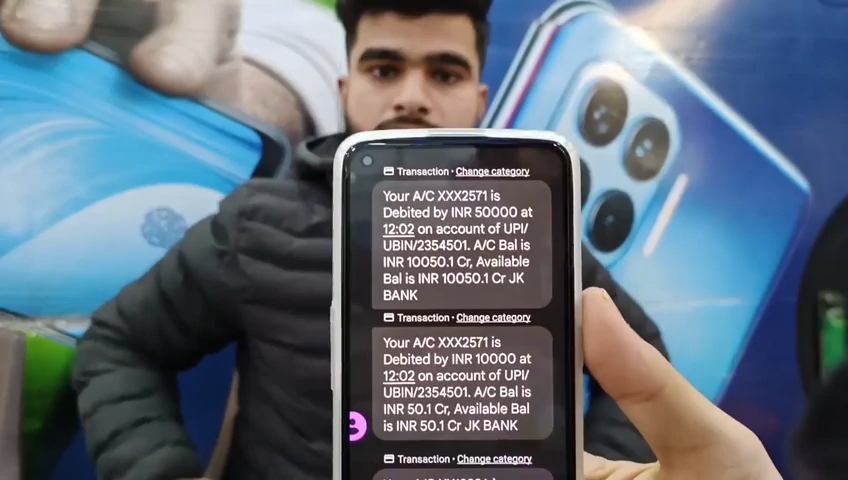 Transaction • Change category
Your A/C XXX2571 is
Debited by INR 50000 at
12:02 on account of UPI/
UBIN/2354501. A/C Bal is
INR 10050.1 Cr, Available
Bal is INR 10050.1 Cr JK
BANK
Transaction • Change category
Your A/C XXX2571 is
Debited by INR 10000 at
12:02 on account of UPI/
UBIN/2354501. A/C Bal is
INR 50.1 Cr, Available Bal
is INR 50.1 Cr JK BANK
Transaction • Change category